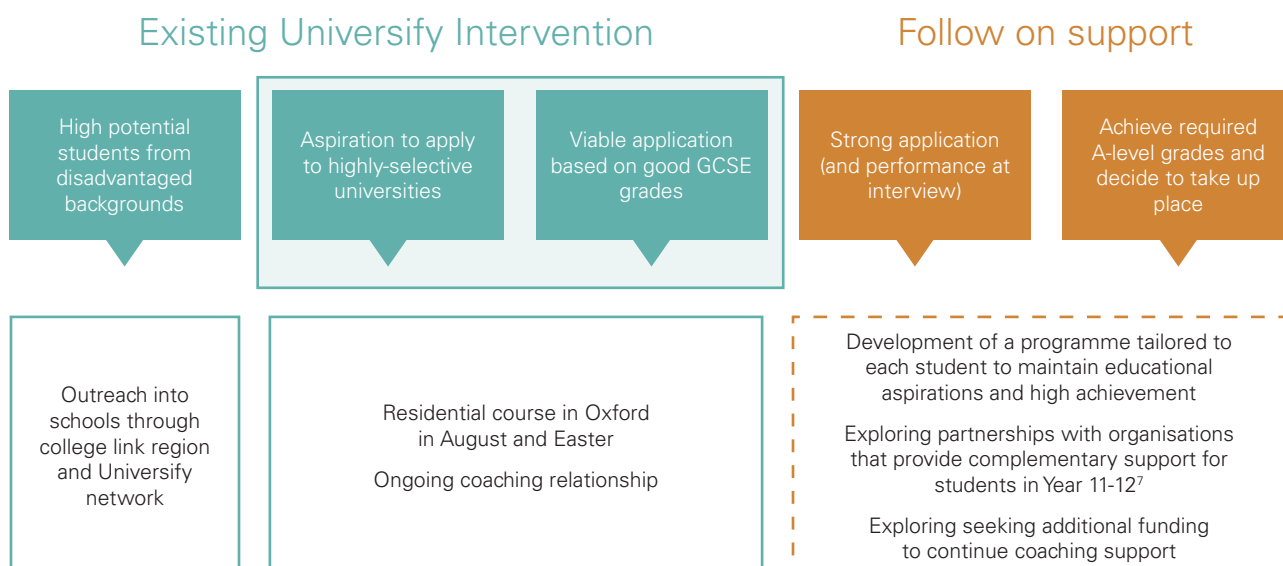 Existing Universify Intervention
Follow on support
High potential
students from
disadvantaged
backgrounds
Aspiration to apply
to highly-selective
universities
Viable application
based on good GCSE
grades
Strong application
(and performance at
interview)
Achieve required
A-level grades and
decide to take up
place
Outreach into
schools through
college link region
and Universify
network
Residential course in Oxford
in August and Easter
Ongoing coaching relationship
Development of a programme tailored to
each student to maintain educational
aspirations and high achievement
Exploring partnerships with organisations
that provide complementary support for
students in Year 11-12⁷
Exploring seeking additional funding
to continue coaching support